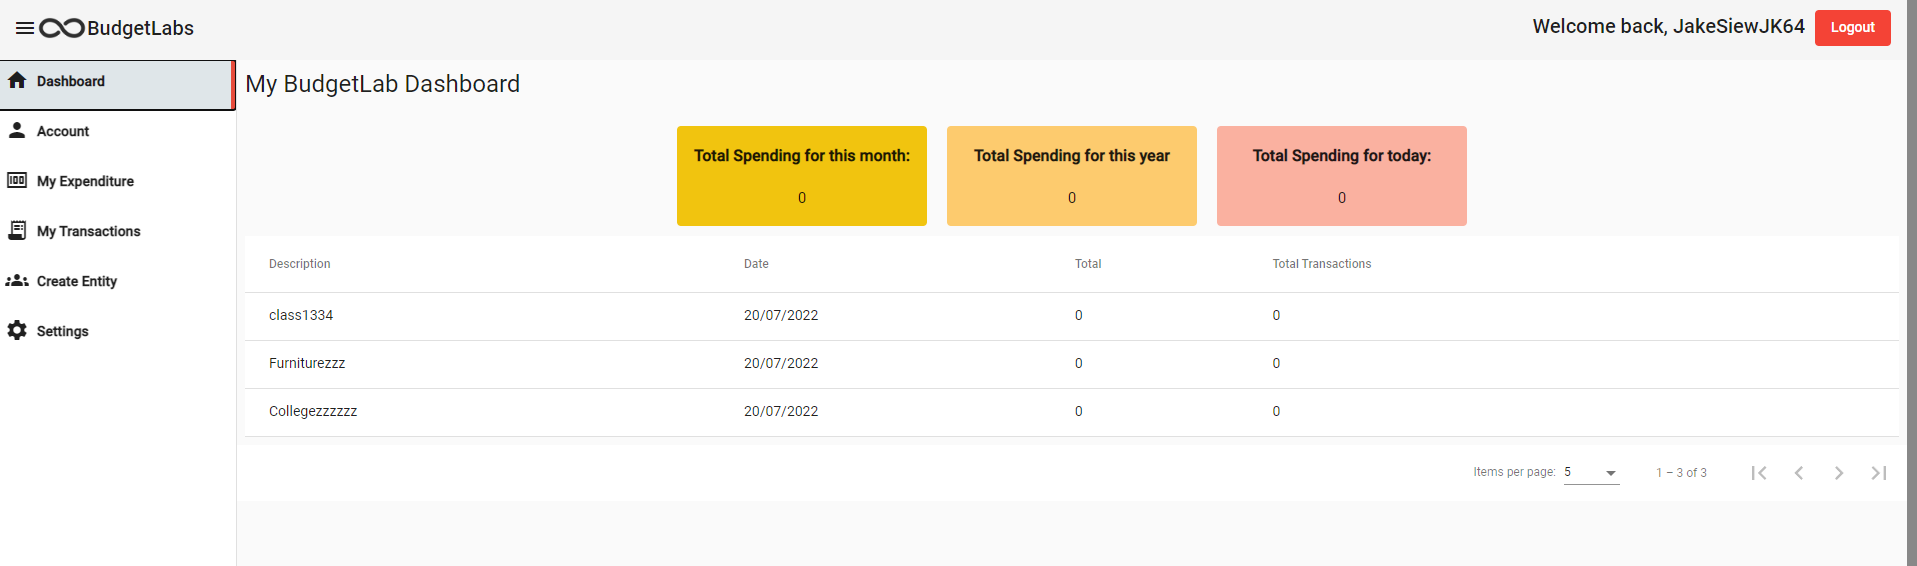 BudgetLabs
Welcome back, JakeSiewJK64
Logout
Dashboard
Account
My Expenditure
My Transactions
Create Entity
Settings
My BudgetLab Dashboard
Total Spending for this month:
0
Total Spending for this year
0
Total Spending for today:
0
Description Date Total Total Transactions
class1334 20/07/2022 0 0
Furniturezzz 20/07/2022 0 0
Collegezzzzzz 20/07/2022 0 0
Items per page: 5 1 – 3 of 3